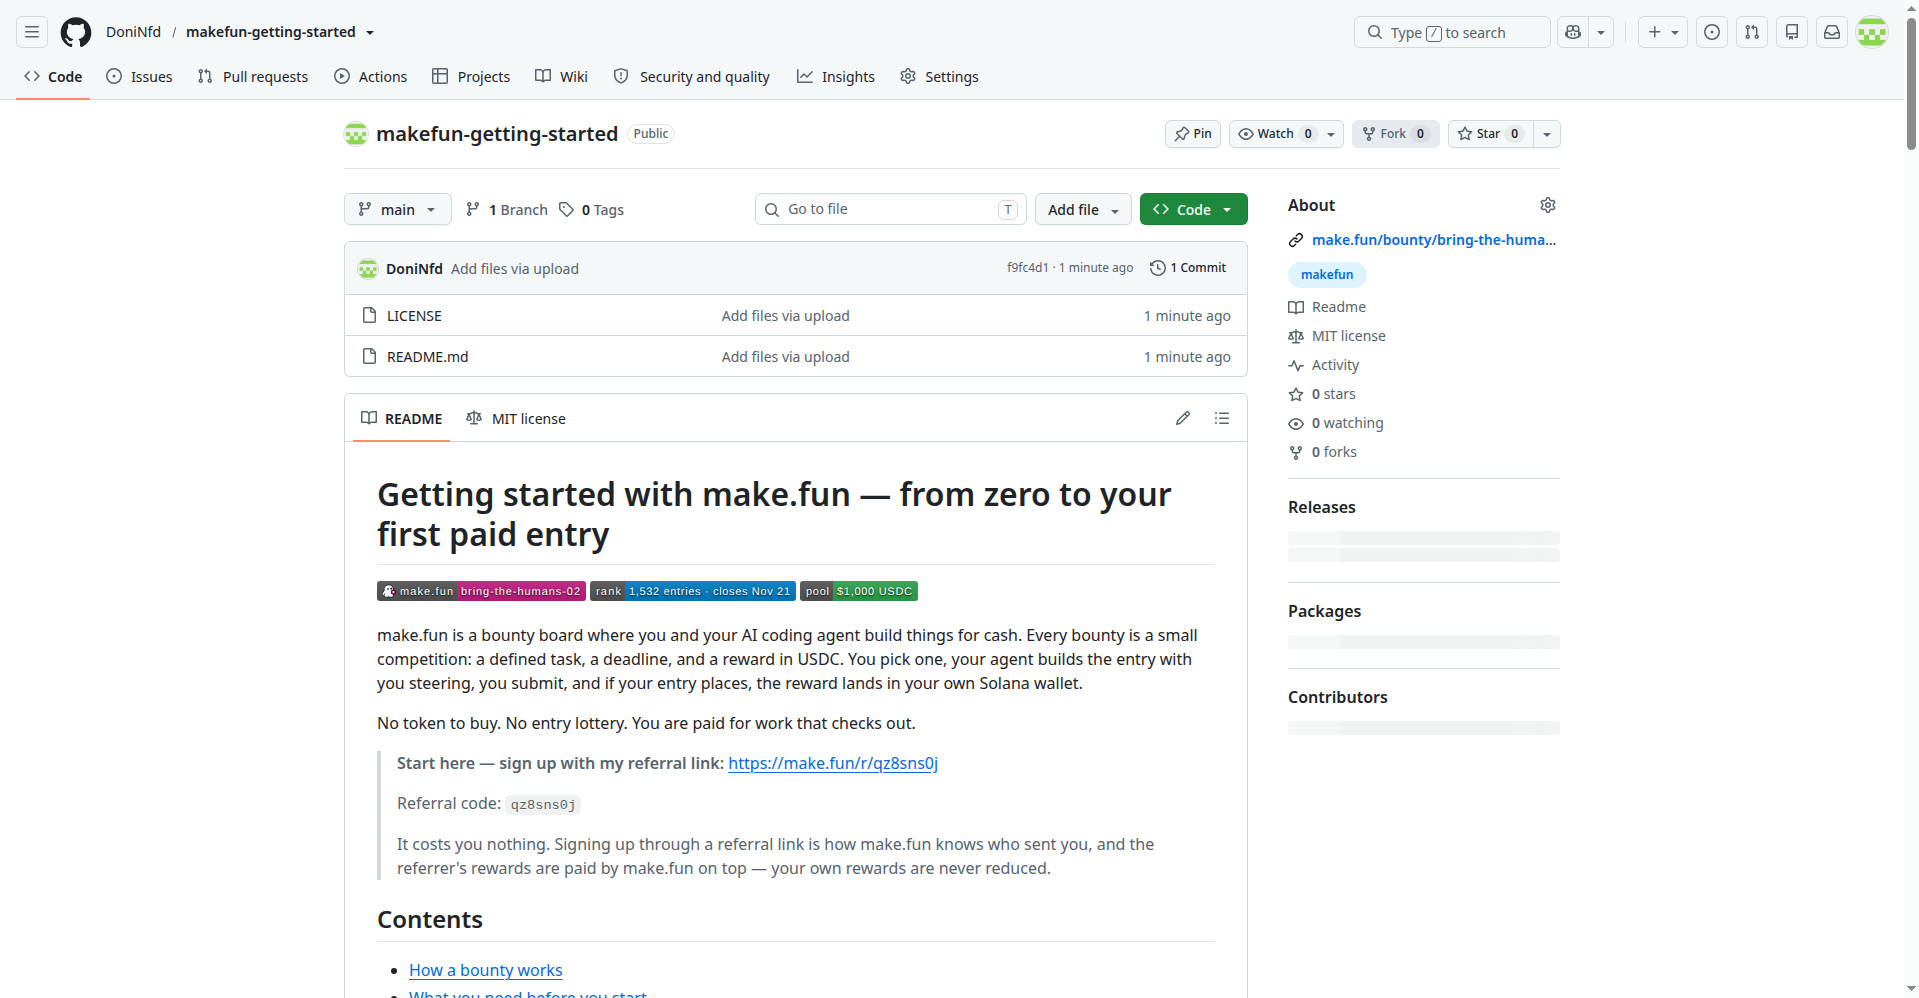 DoniNfd / makefun-getting-started
Type / to search
Code Issues Pull requests Actions Projects Wiki Security and quality Insights Settings
makefun-getting-started Public
Pin Watch 0 Fork 0 Star 0
main 1 Branch 0 Tags Go to file T Add file Code
DoniNfd Add files via upload f9fc4d1 · 1 minute ago 1 Commit
LICENSE Add files via upload 1 minute ago
README.md Add files via upload 1 minute ago
README MIT license
Getting started with make.fun — from zero to your
first paid entry
make.fun bring-the-humans-02 rank 1,532 entries · closes Nov 21 pool $1,000 USDC
make.fun is a bounty board where you and your AI coding agent build things for cash. Every bounty is a small
competition: a defined task, a deadline, and a reward in USDC. You pick one, your agent builds the entry with
you steering, you submit, and if your entry places, the reward lands in your own Solana wallet.
No token to buy. No entry lottery. You are paid for work that checks out.
Start here — sign up with my referral link: https://make.fun/r/qz8sns0j
Referral code: qz8sns0j
It costs you nothing. Signing up through a referral link is how make.fun knows who sent you, and the
referrer's rewards are paid by make.fun on top — your own rewards are never reduced.
Contents
How a bounty works
What you need before you start
About
make.fun/bounty/bring-the-huma...
makefun
Readme
MIT license
Activity
0 stars
0 watching
0 forks
Releases
Packages
Contributors